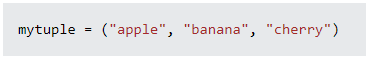 mytuple = ("apple", "banana", "cherry")